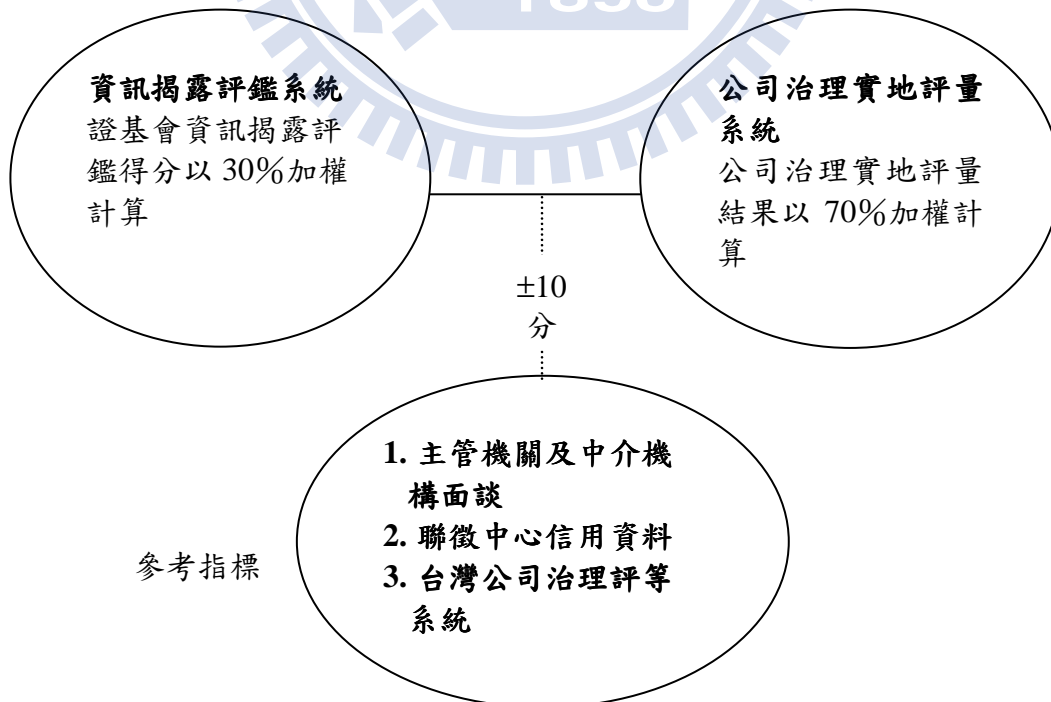 1896
資訊揭露評鑑系統
證基會資訊揭露評
鑑得分以 30%加權
計算
公司治理實地評量
系統
公司治理實地評量
結果以 70%加權計
算
±10
分
參考指標
1. 主管機關及中介機
構面談
2. 聯徵中心信用資料
3. 台灣公司治理評等
系統